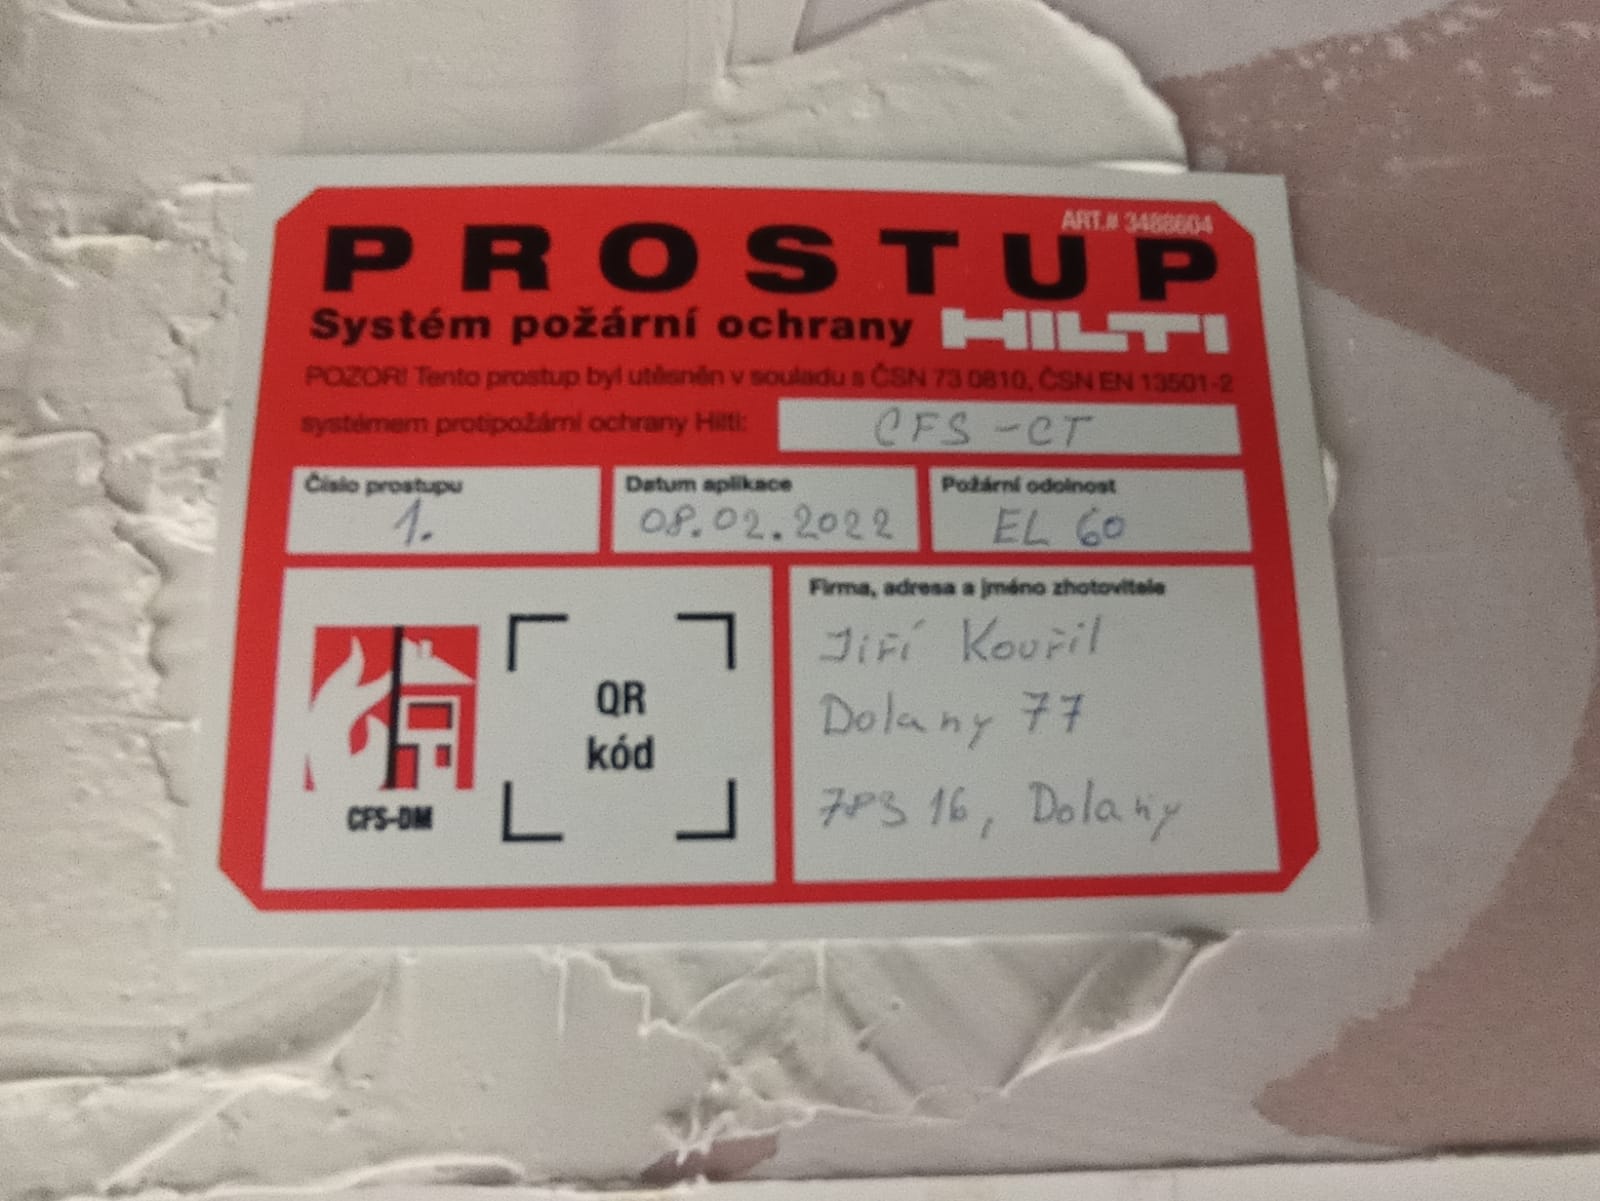 ART.# 3488604
PROSTUP
Systém požární ochrany HILTI
POZOR! Tento prostup byl utěsněn v souladu s ČSN 73 0810, ČSN EN 13501-2
systémem protipožární ochrany Hilti: CFS-CT
Číslo prostupu
1.
Datum aplikace
08.02.2022
Požární odolnost
EL 60
CFS-DM
QR
kód
Firma, adresa a jméno zhotovitele
Jiří Kouřil
Dolany 77
783 16, Dolany